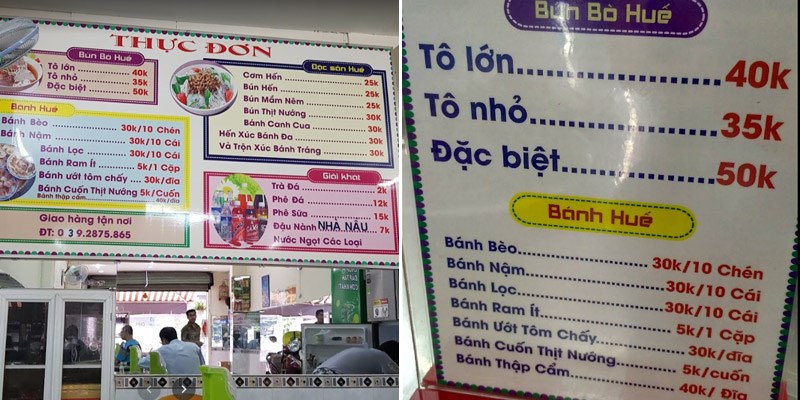 THỰC ĐƠN
Bún Bò Huế
Tô lớn.................40k
Tô nhỏ.................35k
Đặc biệt...............50k
Bánh Huế
Bánh Bèo...............30k/10 Chén
Bánh Nậm...............30k/10 Cái
Bánh Lọc...............30k/10 Cái
Bánh Ram Ít............5k/1 Cặp
Bánh ướt tôm chấy .... 30k/dĩa
Bánh Cuốn Thịt Nướng 5k/Cuốn
Bánh thập cẩm..........40k/dĩa
Giao hàng tận nơi
ĐT: 0 3 9.2875.865
Đặc sản Huế
Cơm Hến................25k
Bún Hến................25k
Bún Mắm Nêm............25k
Bún Thịt Nướng.........30k
Bánh Canh Cua..........30k
Hến Xúc Bánh Đa........30k
Vả Trộn Xúc Bánh Tráng...30k
Giải khát
Trà Đá.................2k
Phê Đá.................12k
Phê Sữa................15k
Đậu Nành NHÀ NẤU 7k
Nước Ngọt Các Loại
Bún Bò Huế
Tô lớn.................40k
Tô nhỏ.................35k
Đặc biệt...............50k
Bánh Huế
Bánh Bèo...............30k/10 Chén
Bánh Nậm...............30k/10 Cái
Bánh Lọc...............30k/10 Cái
Bánh Ram Ít............5k/1 Cặp
Bánh Ướt Tôm Chấy......30k/dĩa
Bánh Cuốn Thịt Nướng...5k/cuốn
Bánh Thập Cẩm..........40k/ Đĩa